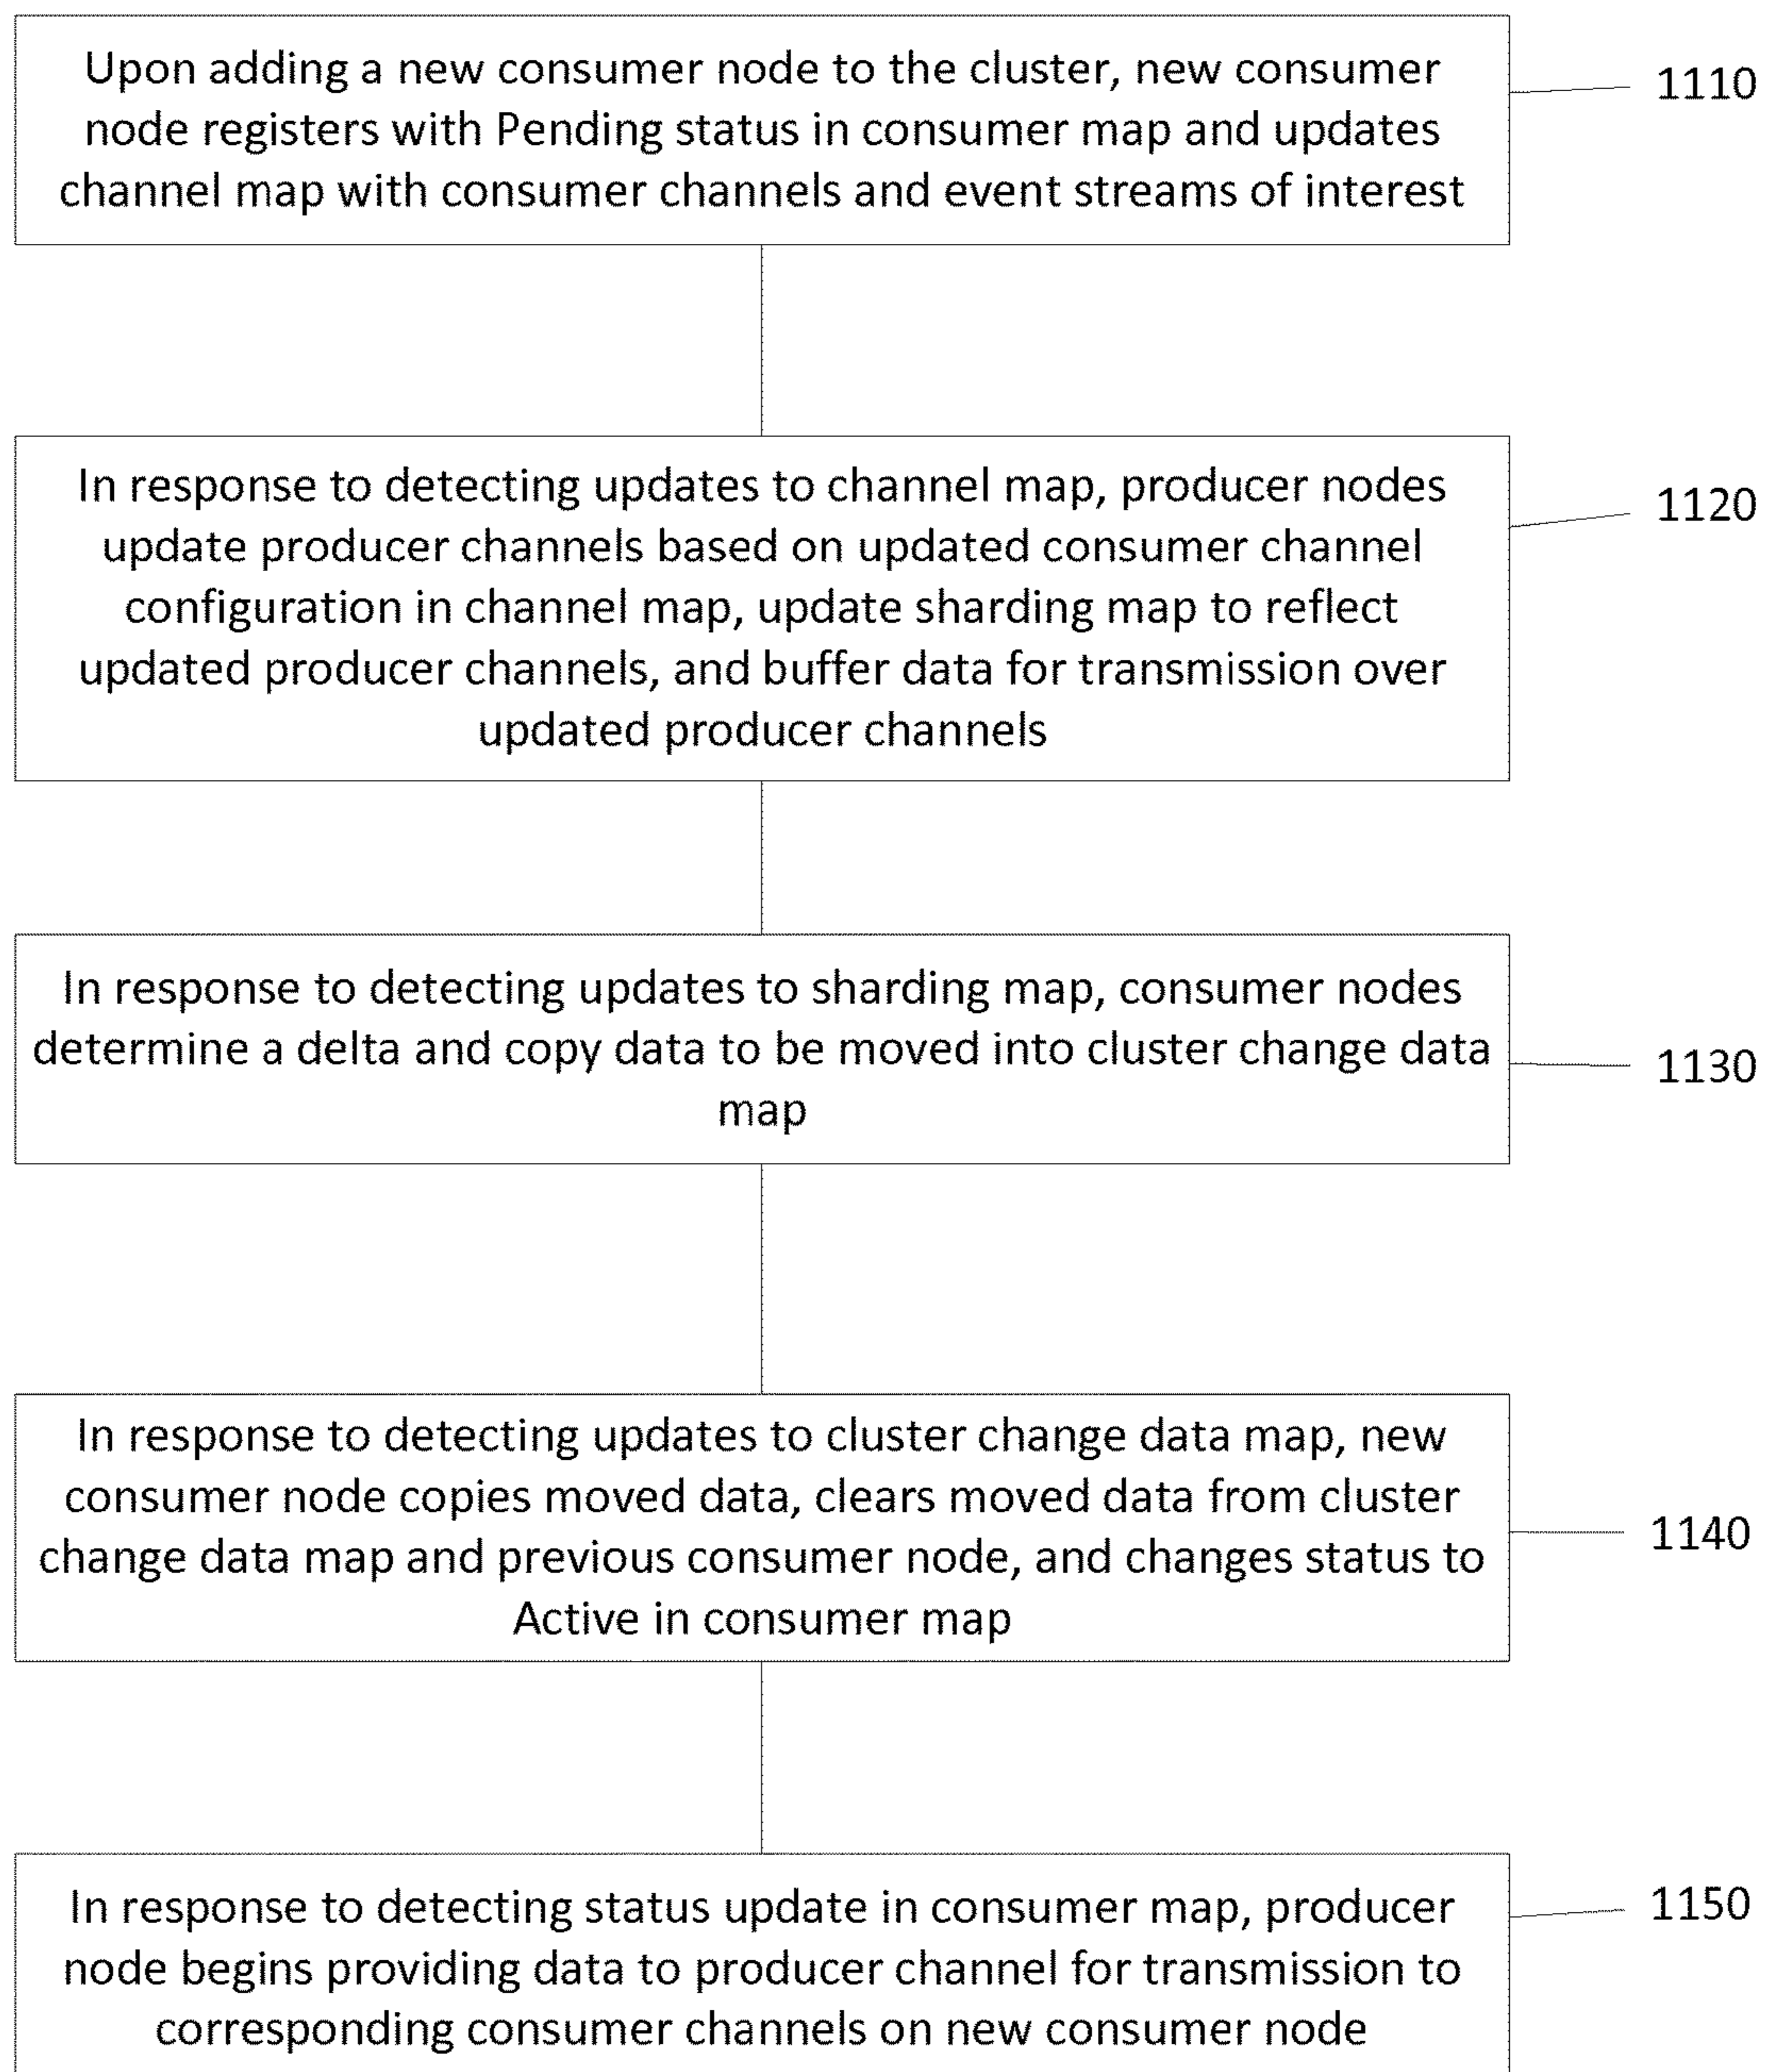 Upon adding a new consumer node to the cluster, new consumer
node registers with Pending status in consumer map and updates
channel map with consumer channels and event streams of interest
1110
In response to detecting updates to channel map, producer nodes
update producer channels based on updated consumer channel
configuration in channel map, update sharding map to reflect
updated producer channels, and buffer data for transmission over
updated producer channels
1120
In response to detecting updates to sharding map, consumer nodes
determine a delta and copy data to be moved into cluster change data
map
1130
In response to detecting updates to cluster change data map, new
consumer node copies moved data, clears moved data from cluster
change data map and previous consumer node, and changes status to
Active in consumer map
1140
In response to detecting status update in consumer map, producer
node begins providing data to producer channel for transmission to
corresponding consumer channels on new consumer node
1150